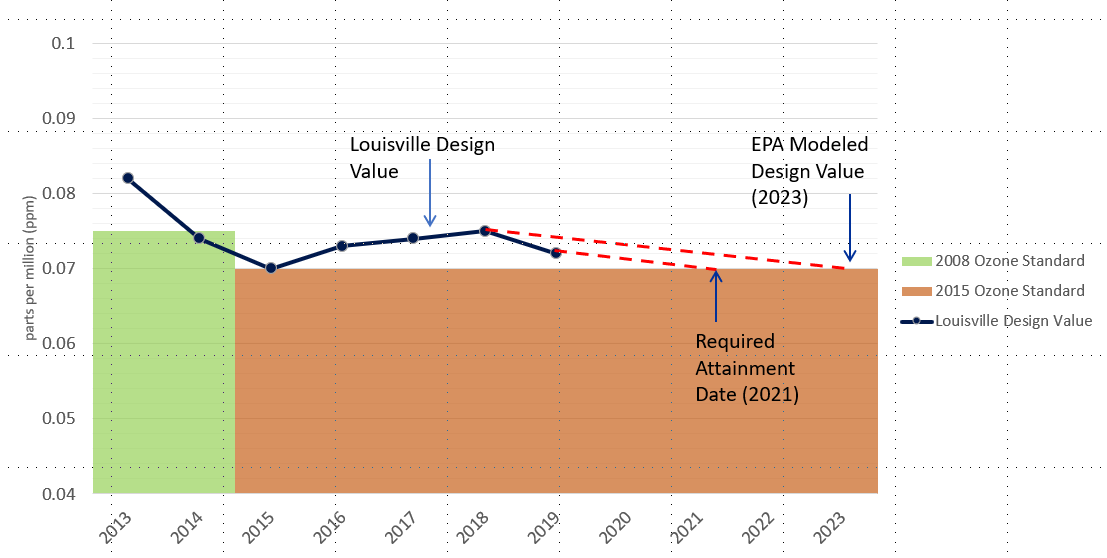 0.1
0.09
0.08
0.07
0.06
0.05
0.04
parts per million (ppm)
Louisville Design
Value
EPA Modeled
Design Value
(2023)
Required
Attainment
Date (2021)
2008 Ozone Standard
2015 Ozone Standard
Louisville Design Value
2013
2014
2015
2016
2017
2018
2019
2020
2021
2022
2023